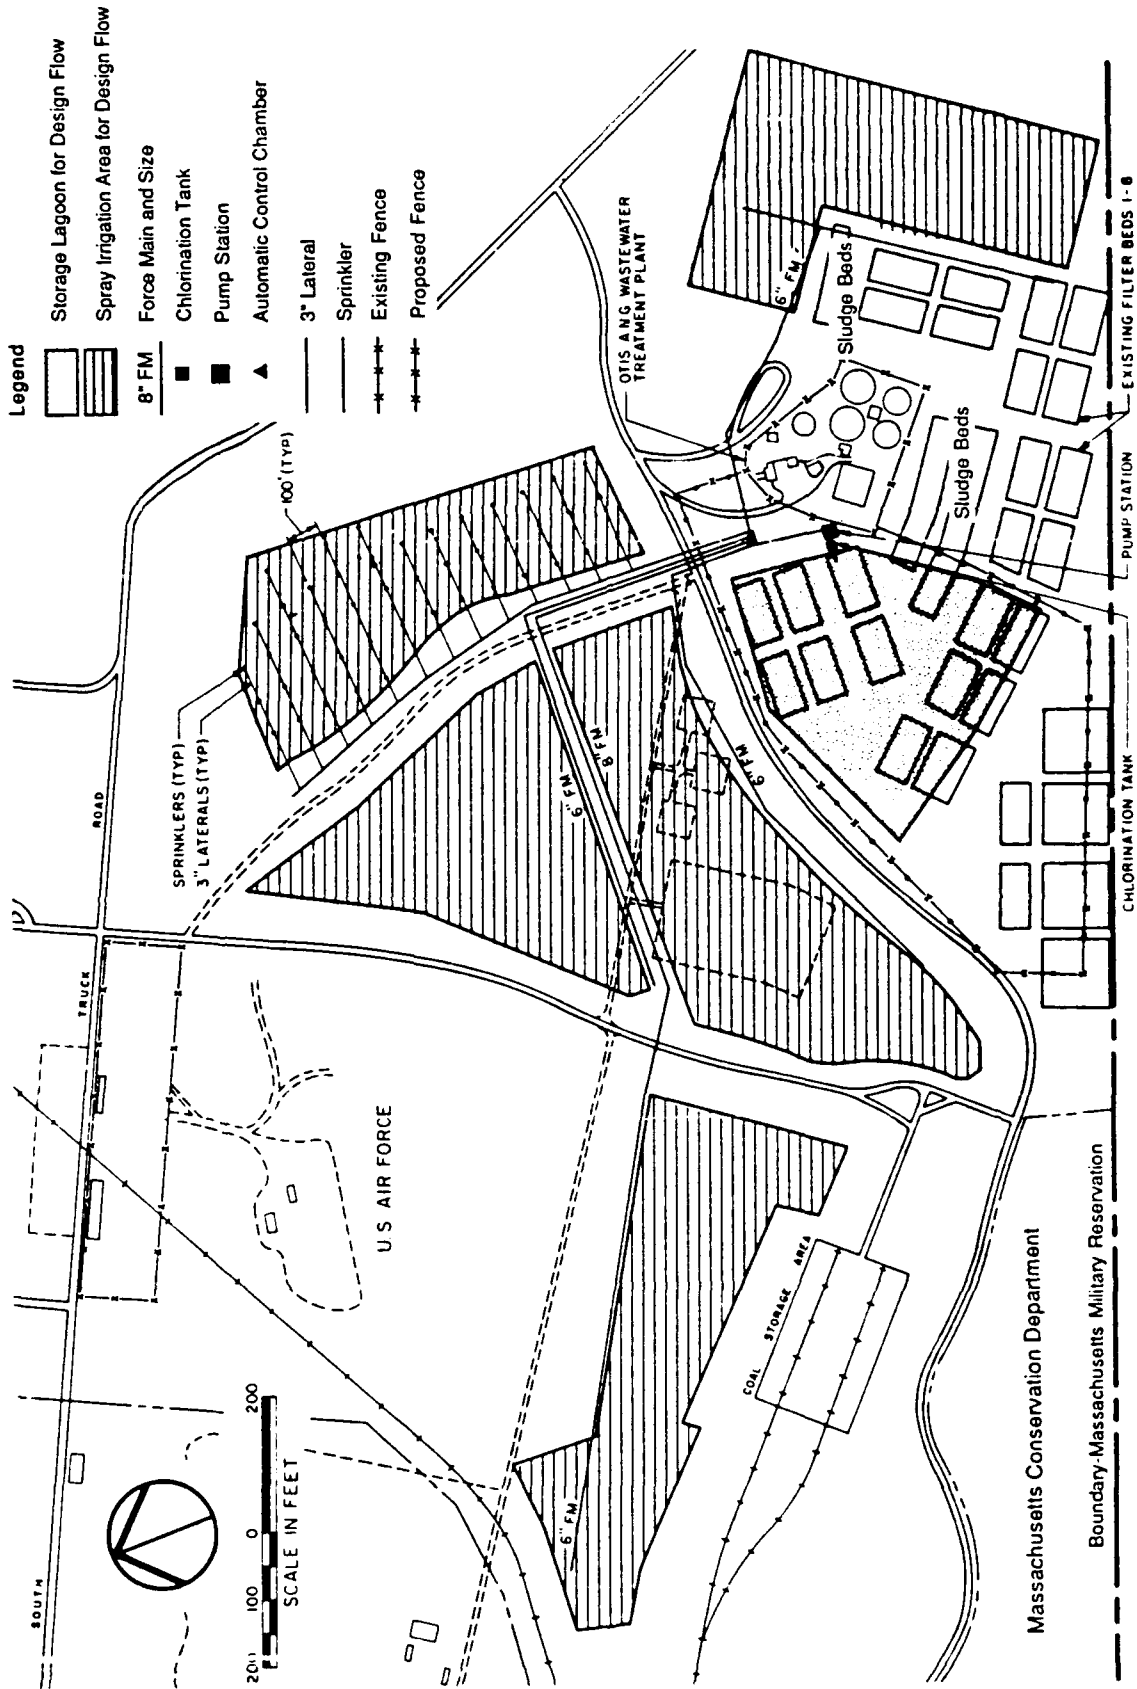 Legend
Storage Lagoon for Design Flow
Spray Irrigation Area for Design Flow
8" FM
Force Main and Size
Chlorination Tank
Pump Station
Automatic Control Chamber
3" Lateral
Sprinkler
Existing Fence
Proposed Fence
SOUTH
TRUCK
ROAD
200
100
0
200
SCALE IN FEET
U.S AIR FORCE
SPRINKLERS (TYP)
3" LATERALS (TYP)
100' (TYP)
6" FM
8" FM
6" FM
6" FM
6" FM
OTIS ANG WASTEWATER
TREATMENT PLANT
Sludge Beds
Sludge Beds
COAL STORAGE AREA
Massachusetts Conservation Department
Boundary-Massachusetts Military Reservation
CHLORINATION TANK
PUMP STATION
EXISTING FILTER BEDS 1-8